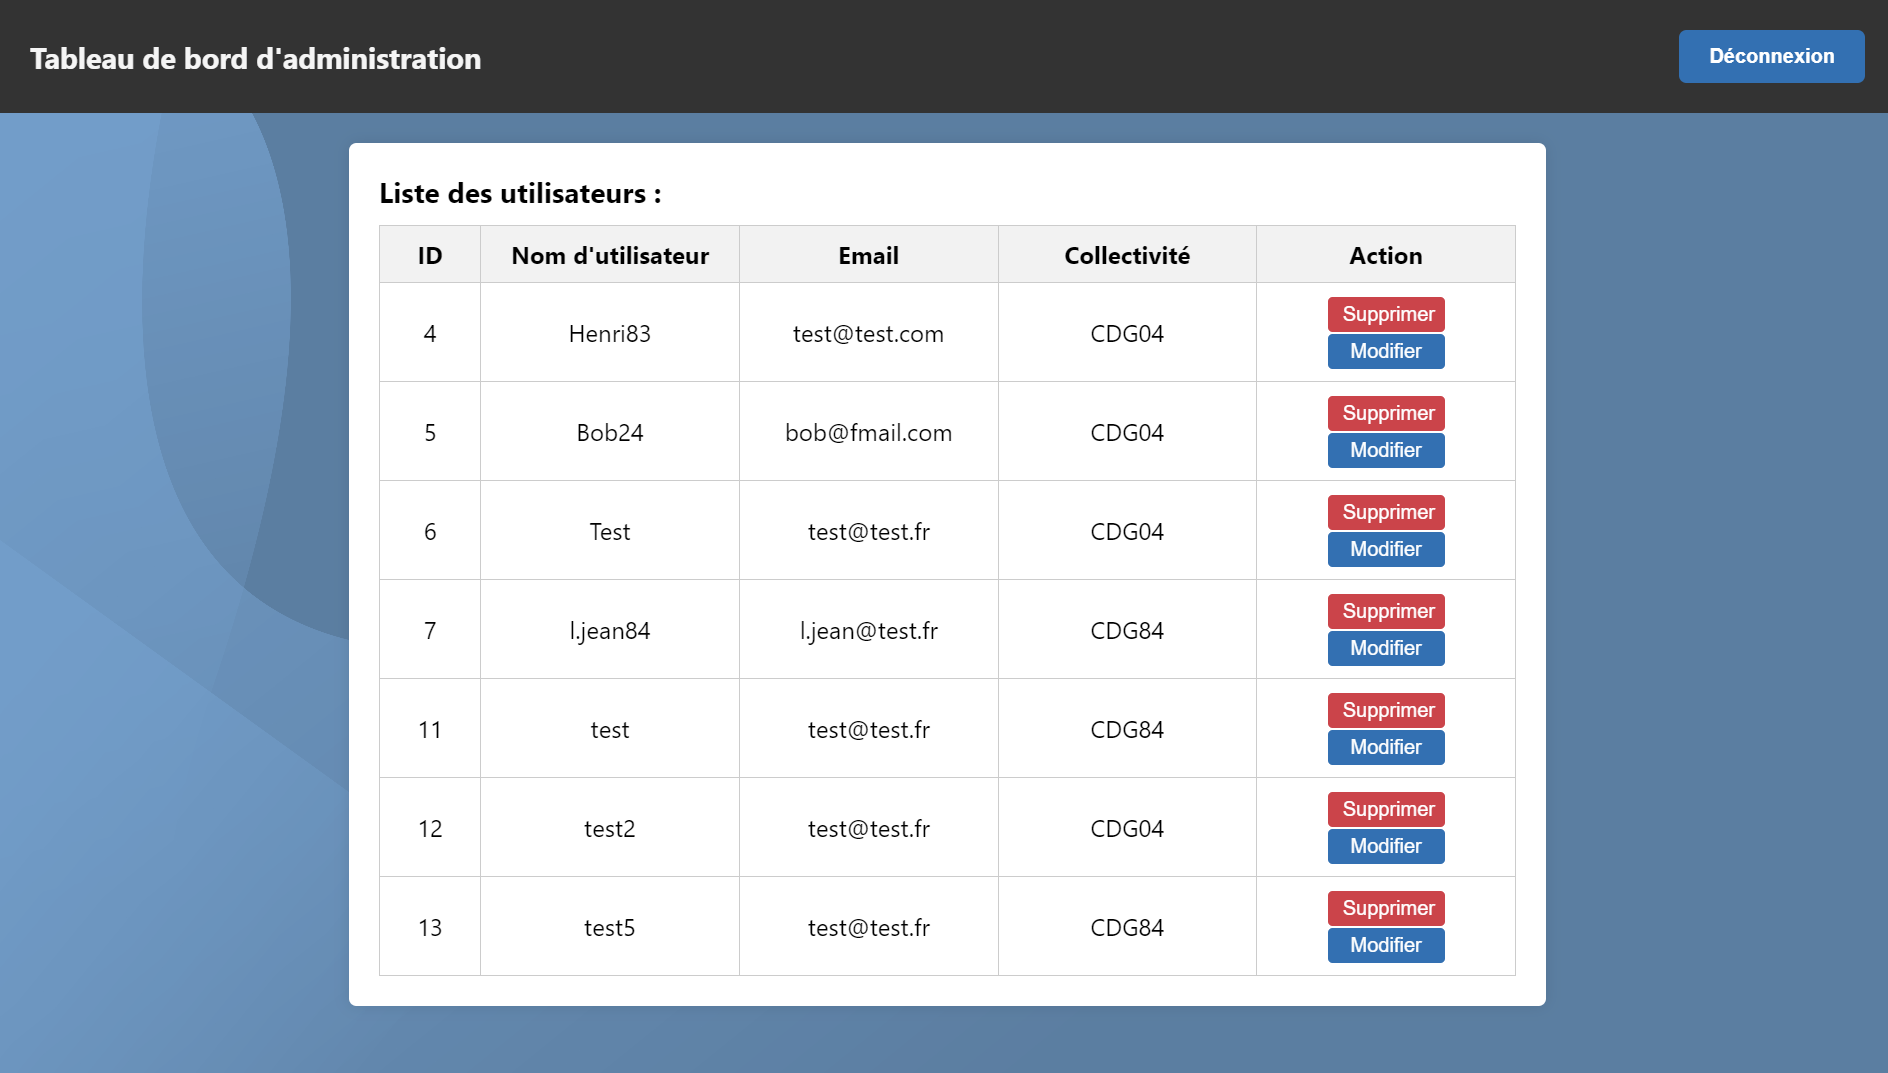 Tableau de bord d'administration
Déconnexion
Liste des utilisateurs :
ID Nom d'utilisateur Email Collectivité Action
4 Henri83 test@test.com CDG04 Supprimer
Modifier
5 Bob24 bob@fmail.com CDG04 Supprimer
Modifier
6 Test test@test.fr CDG04 Supprimer
Modifier
7 l.jean84 l.jean@test.fr CDG84 Supprimer
Modifier
11 test test@test.fr CDG84 Supprimer
Modifier
12 test2 test@test.fr CDG04 Supprimer
Modifier
13 test5 test@test.fr CDG84 Supprimer
Modifier